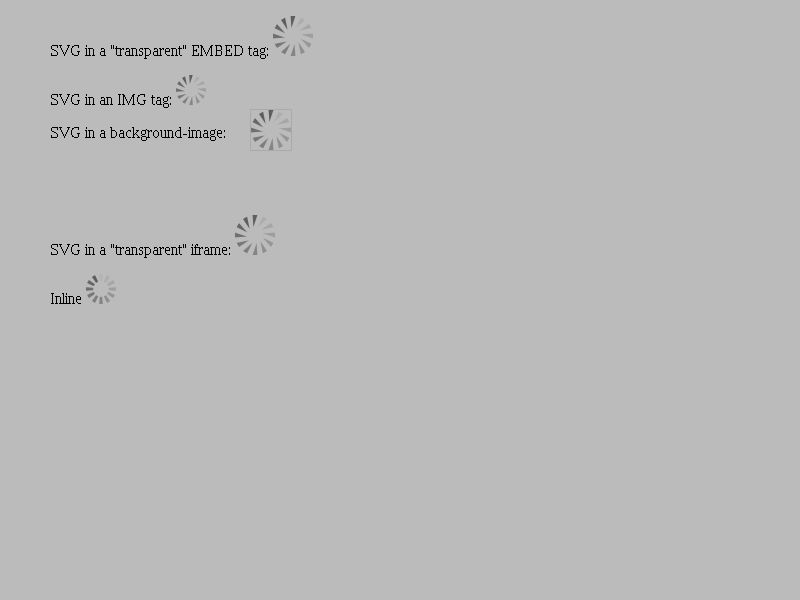 SVG in a "transparent" EMBED tag:
SVG in an IMG tag:
SVG in a background-image:
SVG in a "transparent" iframe:
Inline